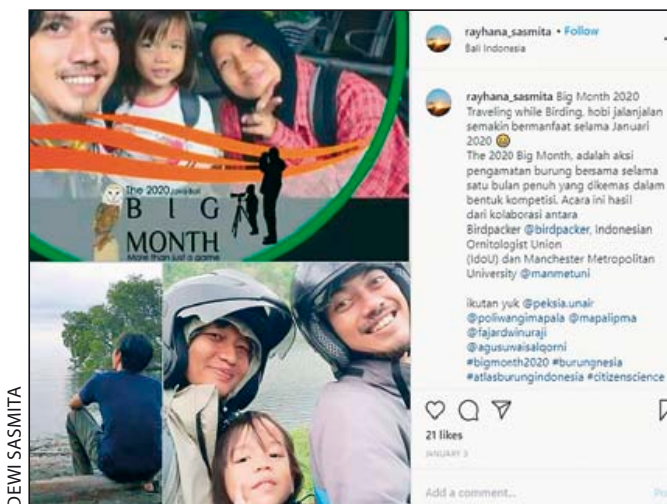 DEWI SASMITA
The 2020 Jawa Bali
BIG
MONTH
More than just a game
rayhana_sasmita • Follow
Bali Indonesia
rayhana_sasmita Big Month 2020
Traveling while Birding, hobi jalanjalan
semakin bermanfaat selama Januari
2020
The 2020 Big Month, adalah aksi
pengamatan burung bersama selama
satu bulan penuh yang dikemas dalam
bentuk kompetisi. Acara ini hasil
dari kolaborasi antara
Birdpacker @birdpacker, Indonesian
Ornitologist Union
(IdoU) dan Manchester Metropolitan
University @manmetuni
ikutan yuk @peksia.unair
@poliwangimapala @mapalipma
@fajardwinuraji
@agusuwaisalqorni
#bigmonth2020 #burungnesia
#atlasburungindonesia #citizenscience
21 likes
JANUARY 3
Add a comment...